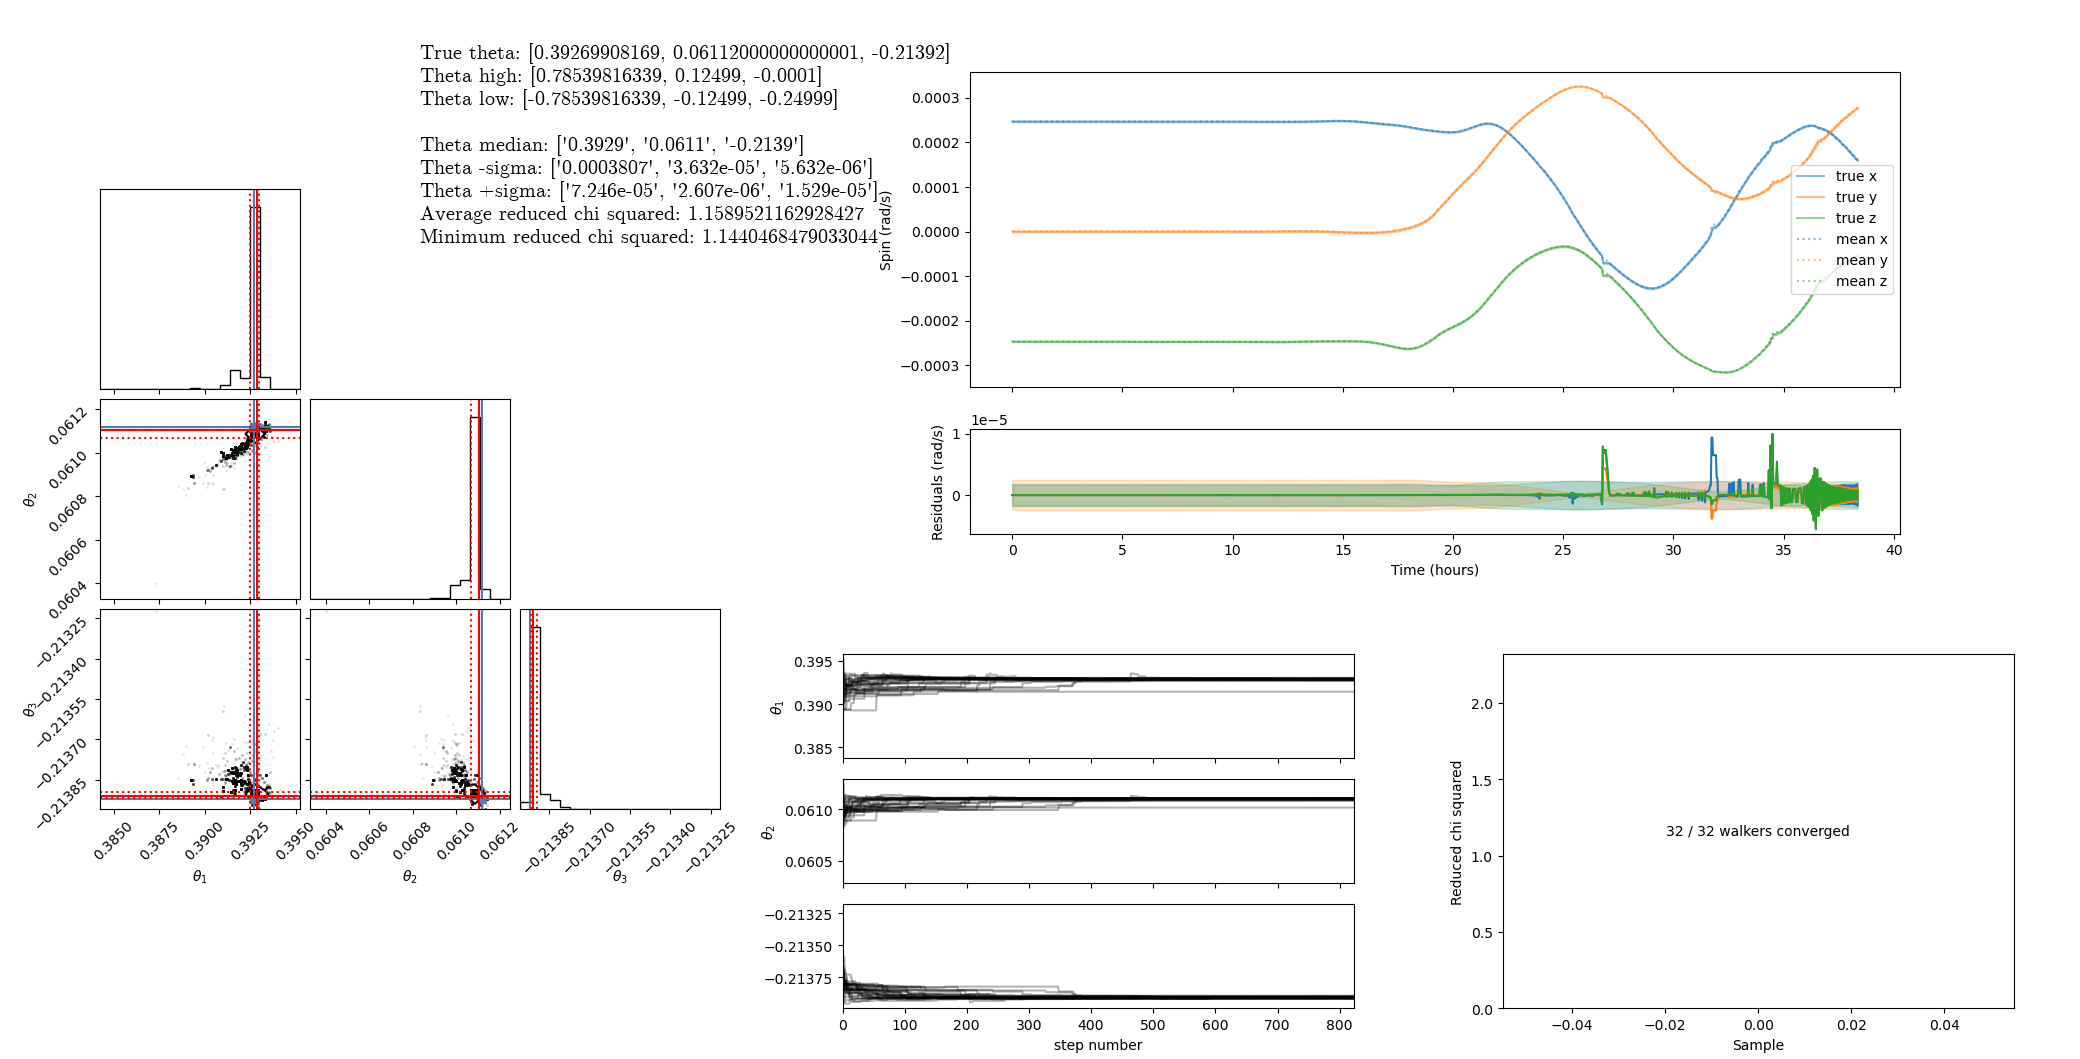 True theta: [0.39269908169, 0.06112000000000001, -0.21392]
Theta high: [0.78539816339, 0.12499, -0.0001]
Theta low: [-0.78539816339, -0.12499, -0.24999]
Theta median: ['0.3929', '0.0611', '-0.2139']
Theta -sigma: ['0.0003807', '3.632e-05', '5.632e-06']
Theta +sigma: ['7.246e-05', '2.607e-06', '1.529e-05']
Average reduced chi squared: 1.1589521162928427
Minimum reduced chi squared: 1.1440468479033044
0.0612
0.0610
0.0608
0.0606
0.0604
θ2
−0.21325
−0.21340
−0.21355
−0.21370
−0.21385
θ3
0.3850
0.3875
0.3900
0.3925
0.3950
θ1
0.0604
0.0606
0.0608
0.0610
0.0612
θ2
−0.21385
−0.21370
−0.21355
−0.21340
−0.21325
θ3
0.0003
0.0002
0.0001
0.0000
−0.0001
−0.0002
−0.0003
Spin (rad/s)
true x
true y
true z
mean x
mean y
mean z
1e−5
1
0
Residuals (rad/s)
0
5
10
15
20
25
30
35
40
Time (hours)
0.395
0.390
0.385
θ1
0.0610
0.0605
θ2
−0.21325
−0.21350
−0.21375
0
100
200
300
400
500
600
700
800
step number
2.0
1.5
1.0
0.5
0.0
Reduced chi squared
32 / 32 walkers converged
−0.04
−0.02
0.00
0.02
0.04
Sample